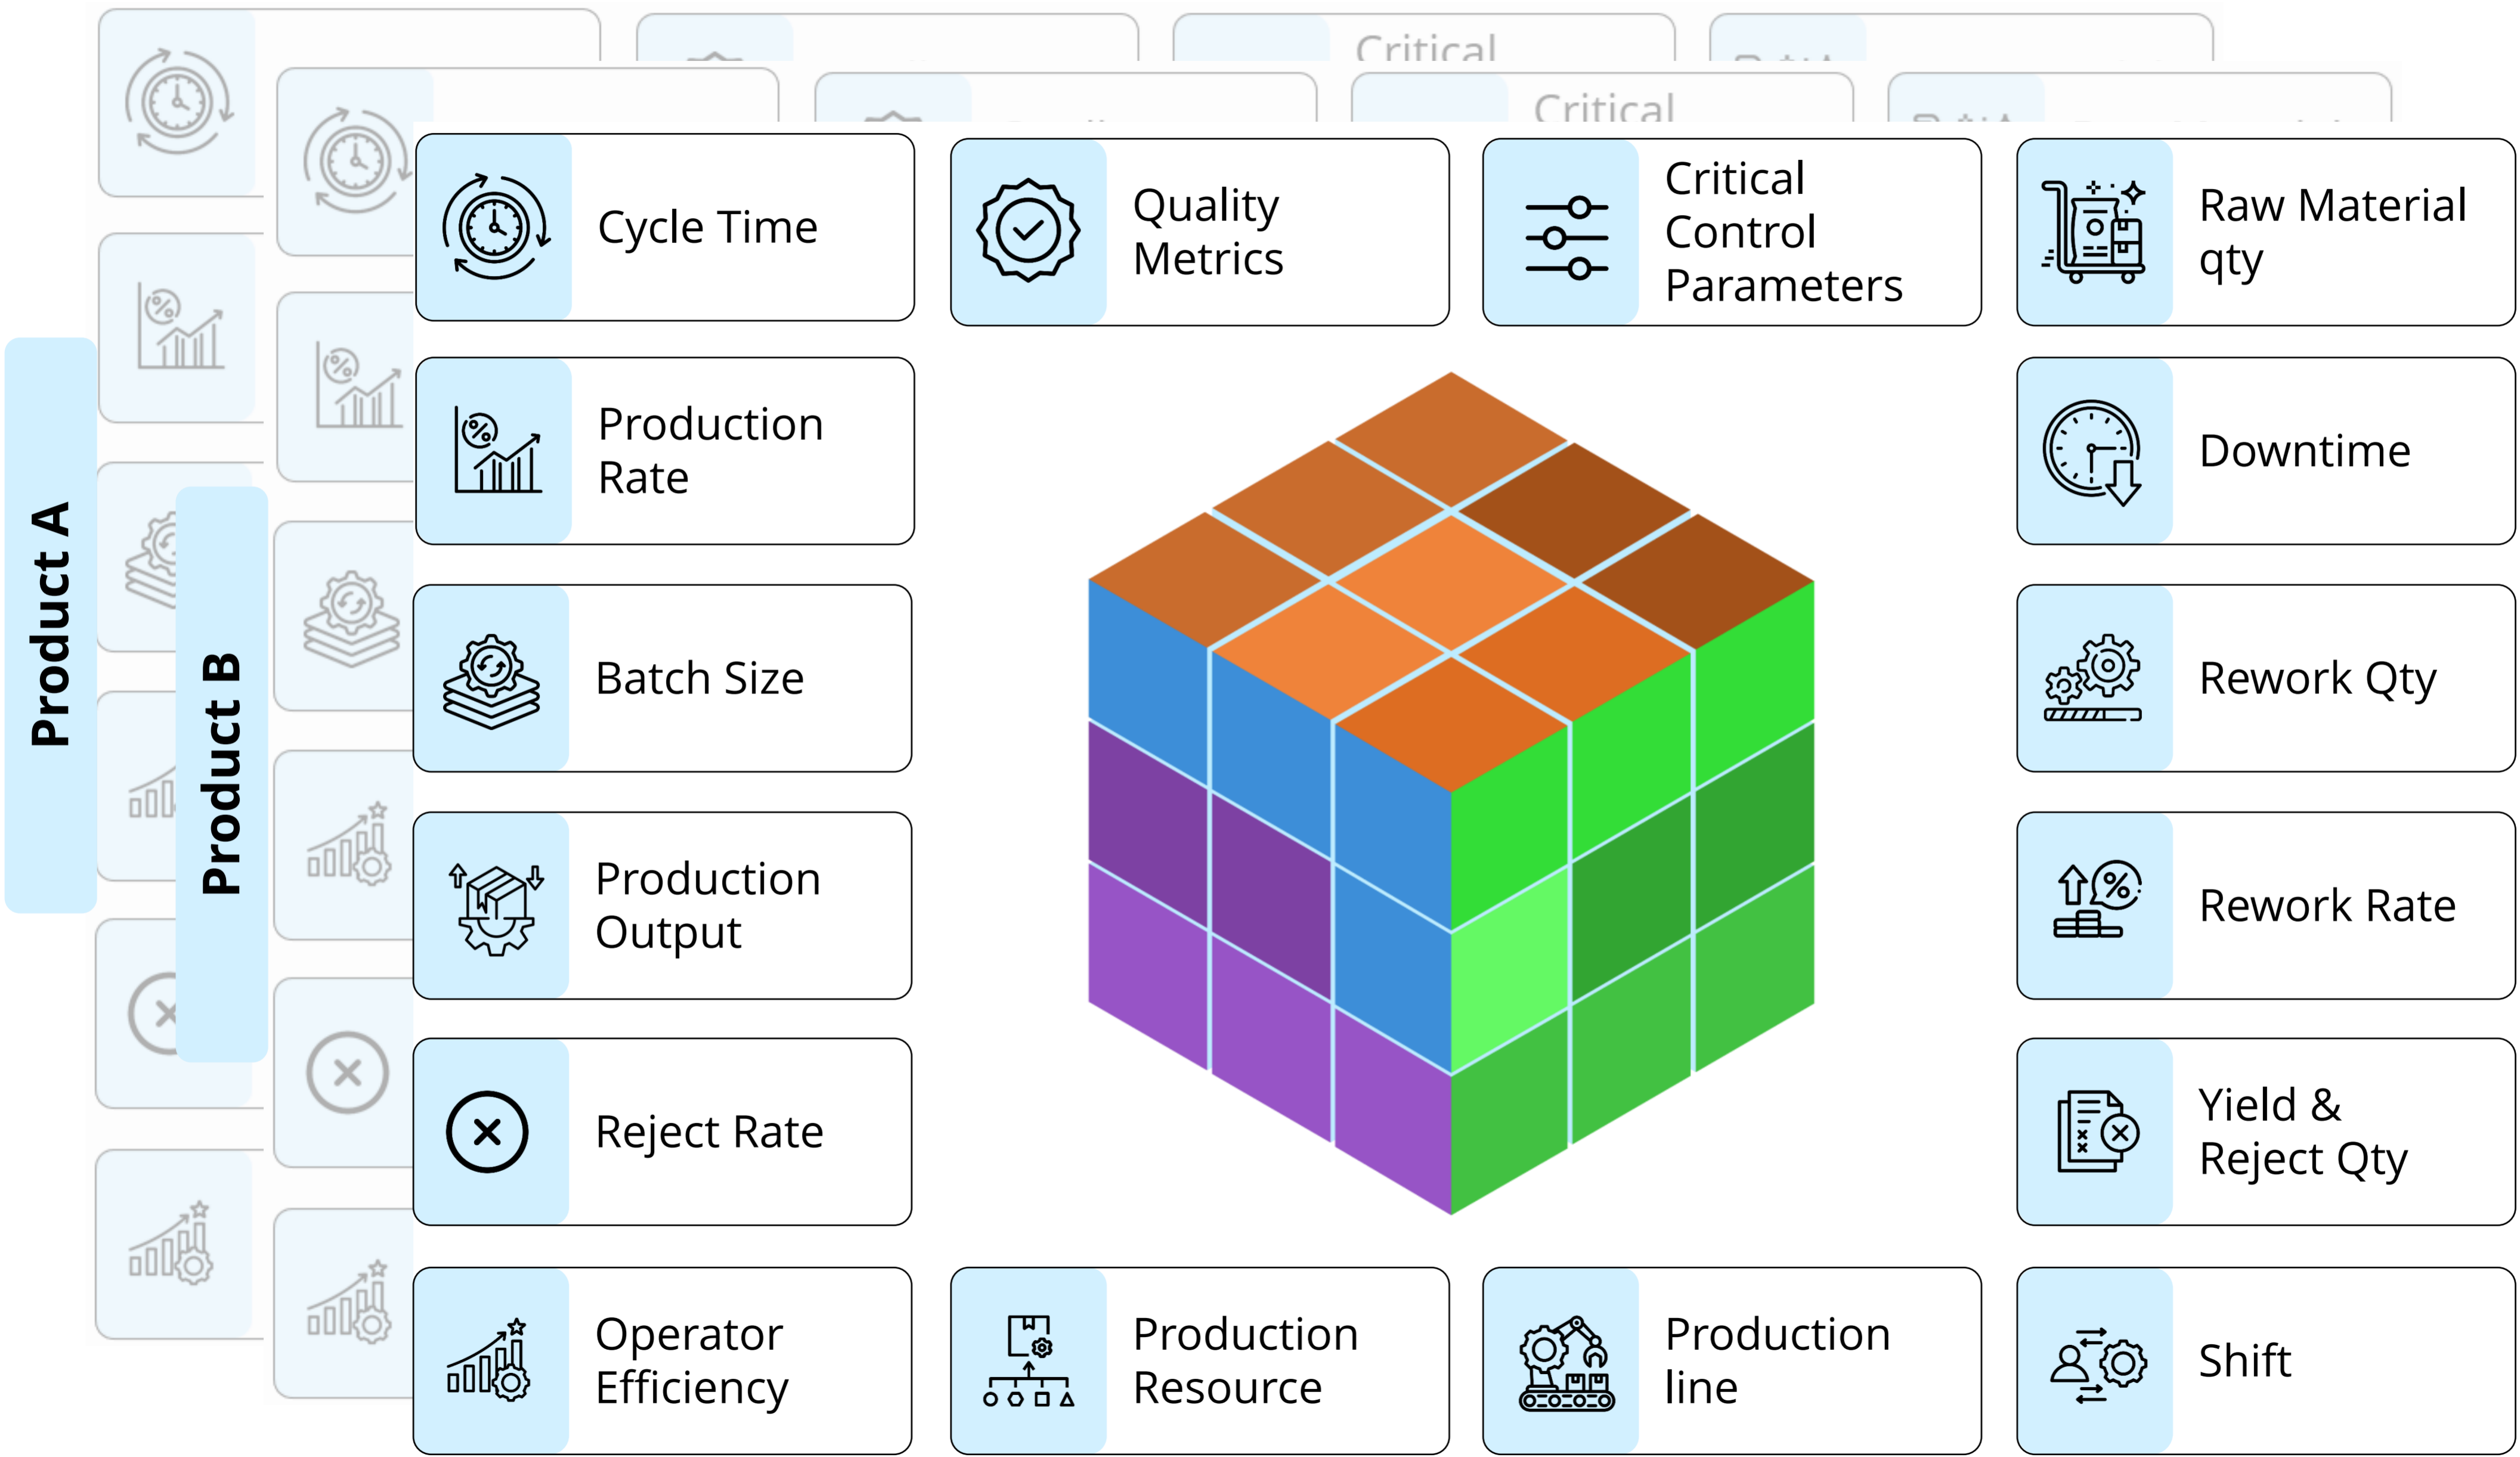 Critical
Critical
Cycle Time
Quality
Metrics
Critical
Control
Parameters
Raw Material
qty
Production
Rate
Downtime
Product A
Product B
Batch Size
Rework Qty
Production
Output
Rework Rate
Reject Rate
Yield &
Reject Qty
Operator
Efficiency
Production
Resource
Production
line
Shift